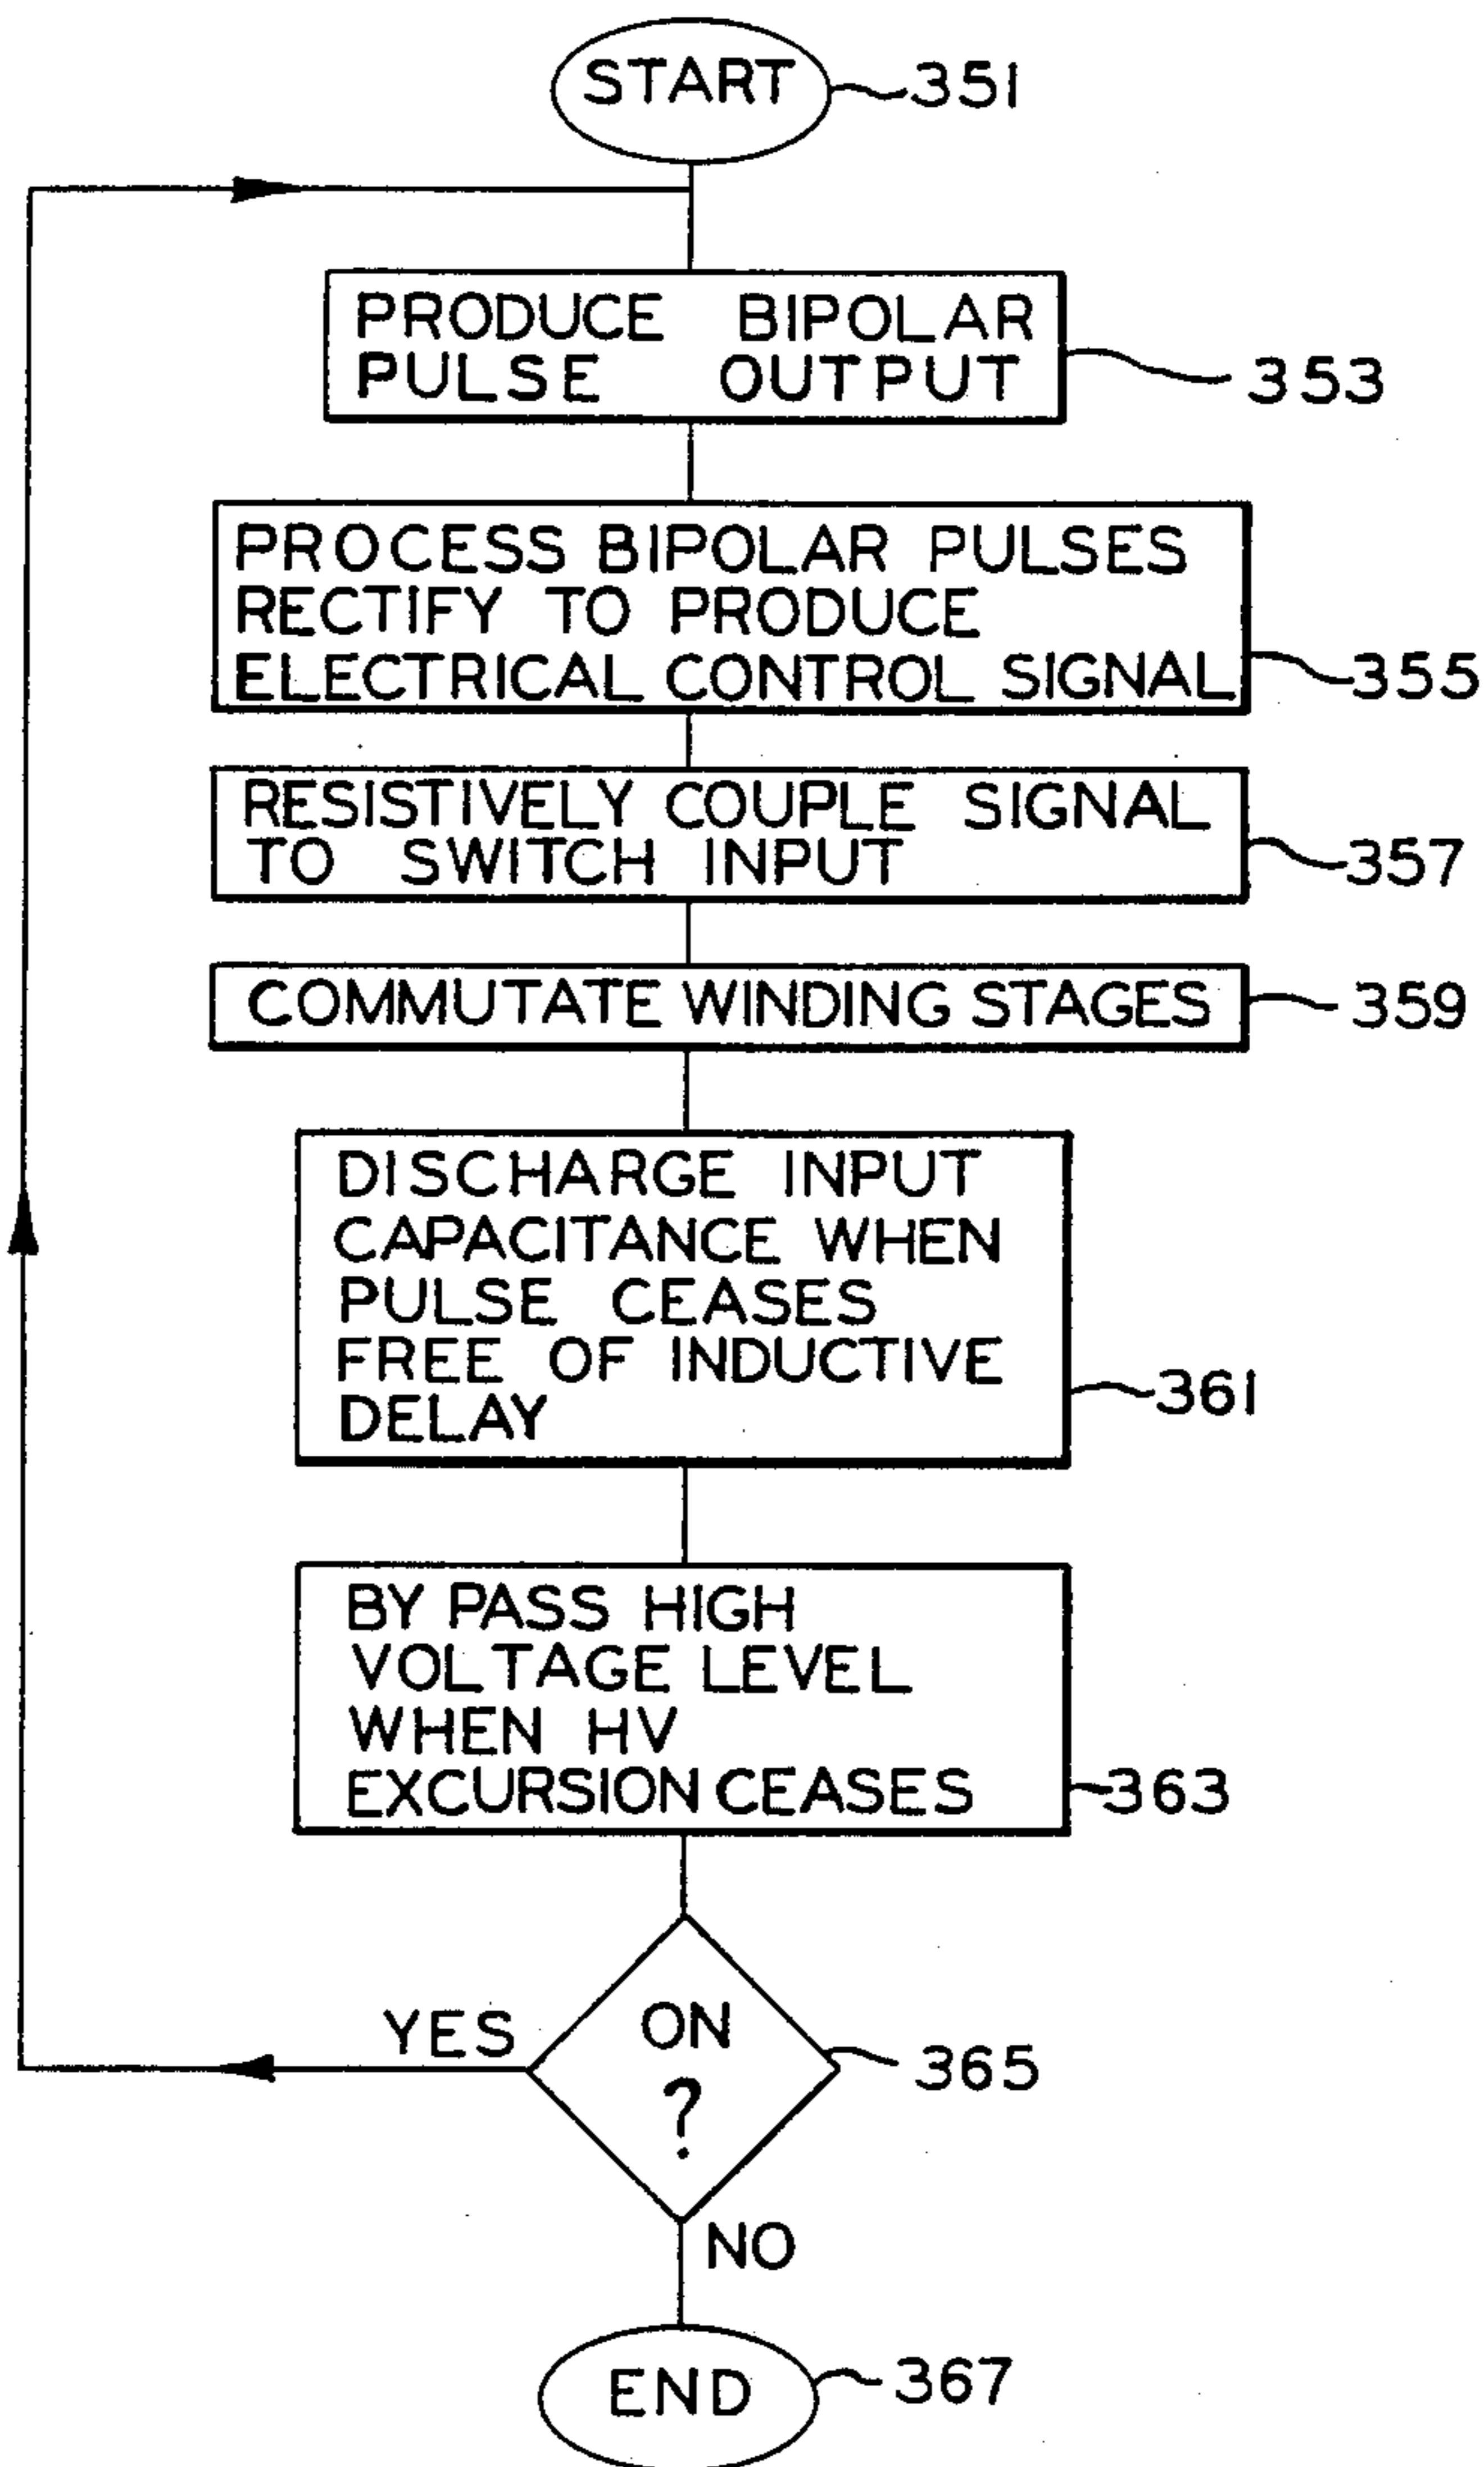 START
351
PRODUCE BIPOLAR
PULSE OUTPUT
353
PROCESS BIPOLAR PULSES
RECTIFY TO PRODUCE
ELECTRICAL CONTROL SIGNAL
355
RESISTIVELY COUPLE SIGNAL
TO SWITCH INPUT
357
COMMUTATE WINDING STAGES
359
DISCHARGE INPUT
CAPACITANCE WHEN
PULSE CEASES
FREE OF INDUCTIVE
DELAY
361
BY PASS HIGH
VOLTAGE LEVEL
WHEN HV
EXCURSION CEASES
363
YES
ON
?
365
NO
END
367